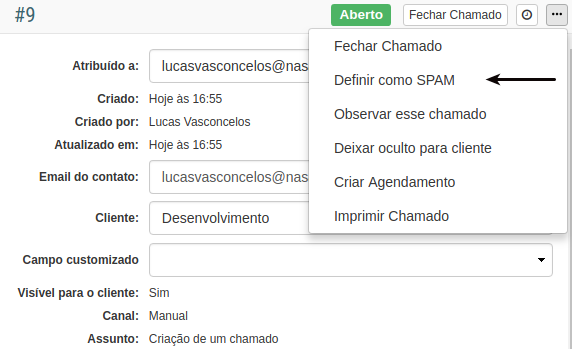 #9 Aberto Fechar Chamado
Fechar Chamado
Atribuído a: lucasvasconcelos@nas
Definir como SPAM
Criado: Hoje às 16:55
Observar esse chamado
Criado por: Lucas Vasconcelos
Atualizado em: Hoje às 16:55
Deixar oculto para cliente
Email do contato: lucasvasconcelos@nas
Criar Agendamento
Cliente: Desenvolvimento
Imprimir Chamado
Campo customizado
Visível para o cliente: Sim
Canal: Manual
Assunto: Criação de um chamado